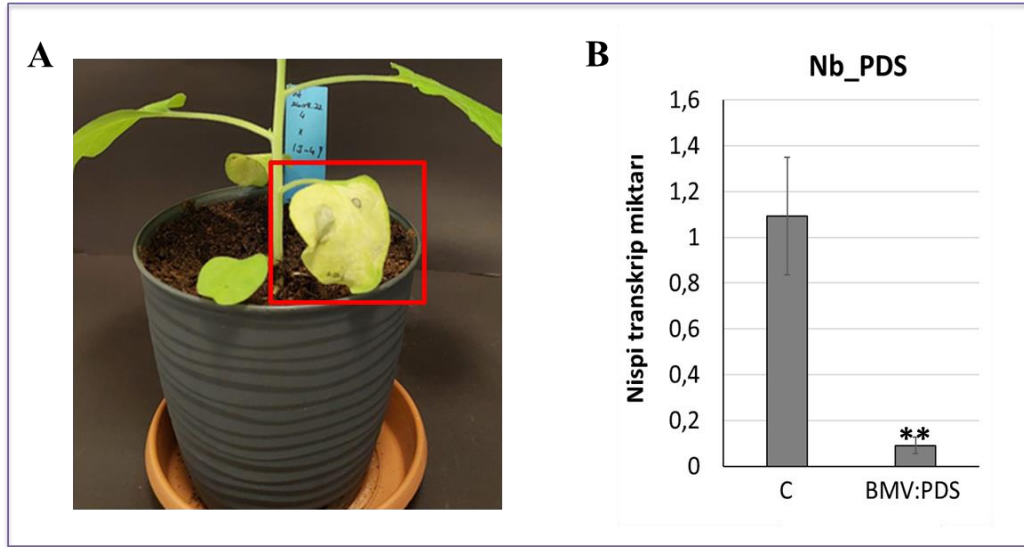 A
B
Nb_PDS
Nispi transkrip miktarı
1,6
1,4
1,2
1
0,8
0,6
0,4
0,2
0
**
C
BMV:PDS